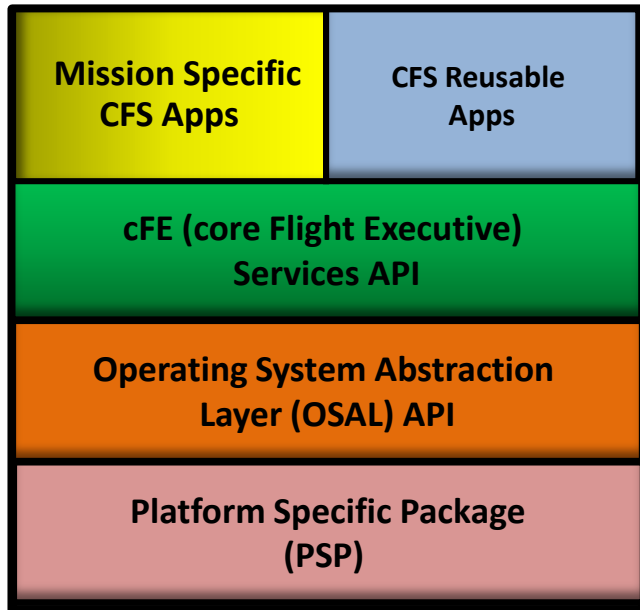 Mission Specific
CFS Apps
CFS Reusable
Apps
cFE (core Flight Executive)
Services API
Operating System Abstraction
Layer (OSAL) API
Platform Specific Package
(PSP)